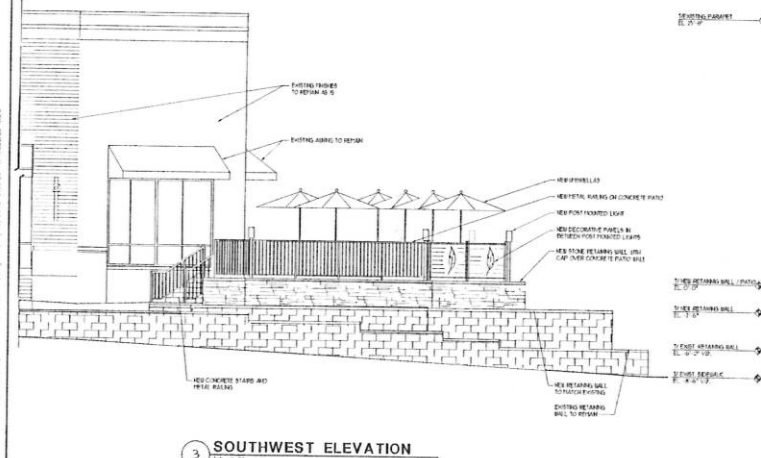 T/EXISTING PARAPET
EXISTING FINISHES
TO REMAIN AS IS
EXISTING AWNING TO REMAIN
NEW UMBRELLAS
NEW METAL RAILING ON CONCRETE PATIO
NEW POST MOUNTED LIGHT
NEW DECORATIVE PANELS IN
BETWEEN POST MOUNTED LIGHTS
NEW STONE RETAINING WALL WITH
CAP OVER CONCRETE PATIO WALL
T/ NEW RETAINING WALL / PATIO
EL. 0'-0"
T/ NEW RETAINING WALL
T/ EXIST RETAINING WALL
T/ EXIST SIDEWALK
NEW CONCRETE STAIRS AND
METAL RAILING
NEW RETAINING WALL
TO MATCH EXISTING
EXISTING RETAINING
WALL TO REMAIN
3 SOUTHWEST ELEVATION